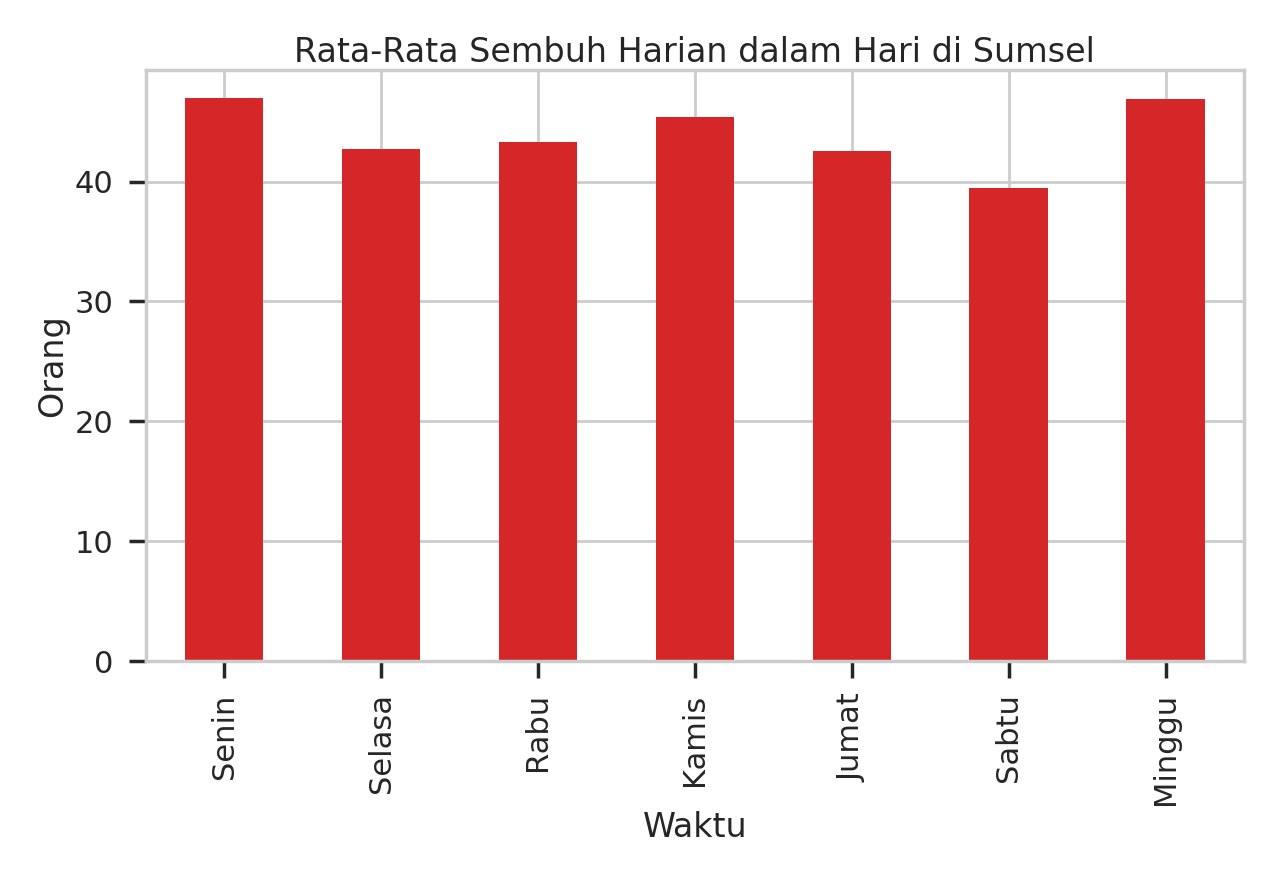 Rata-Rata Sembuh Harian dalam Hari di Sumsel
Orang
40
30
20
10
0
Senin
Selasa
Rabu
Kamis
Jumat
Sabtu
Minggu
Waktu